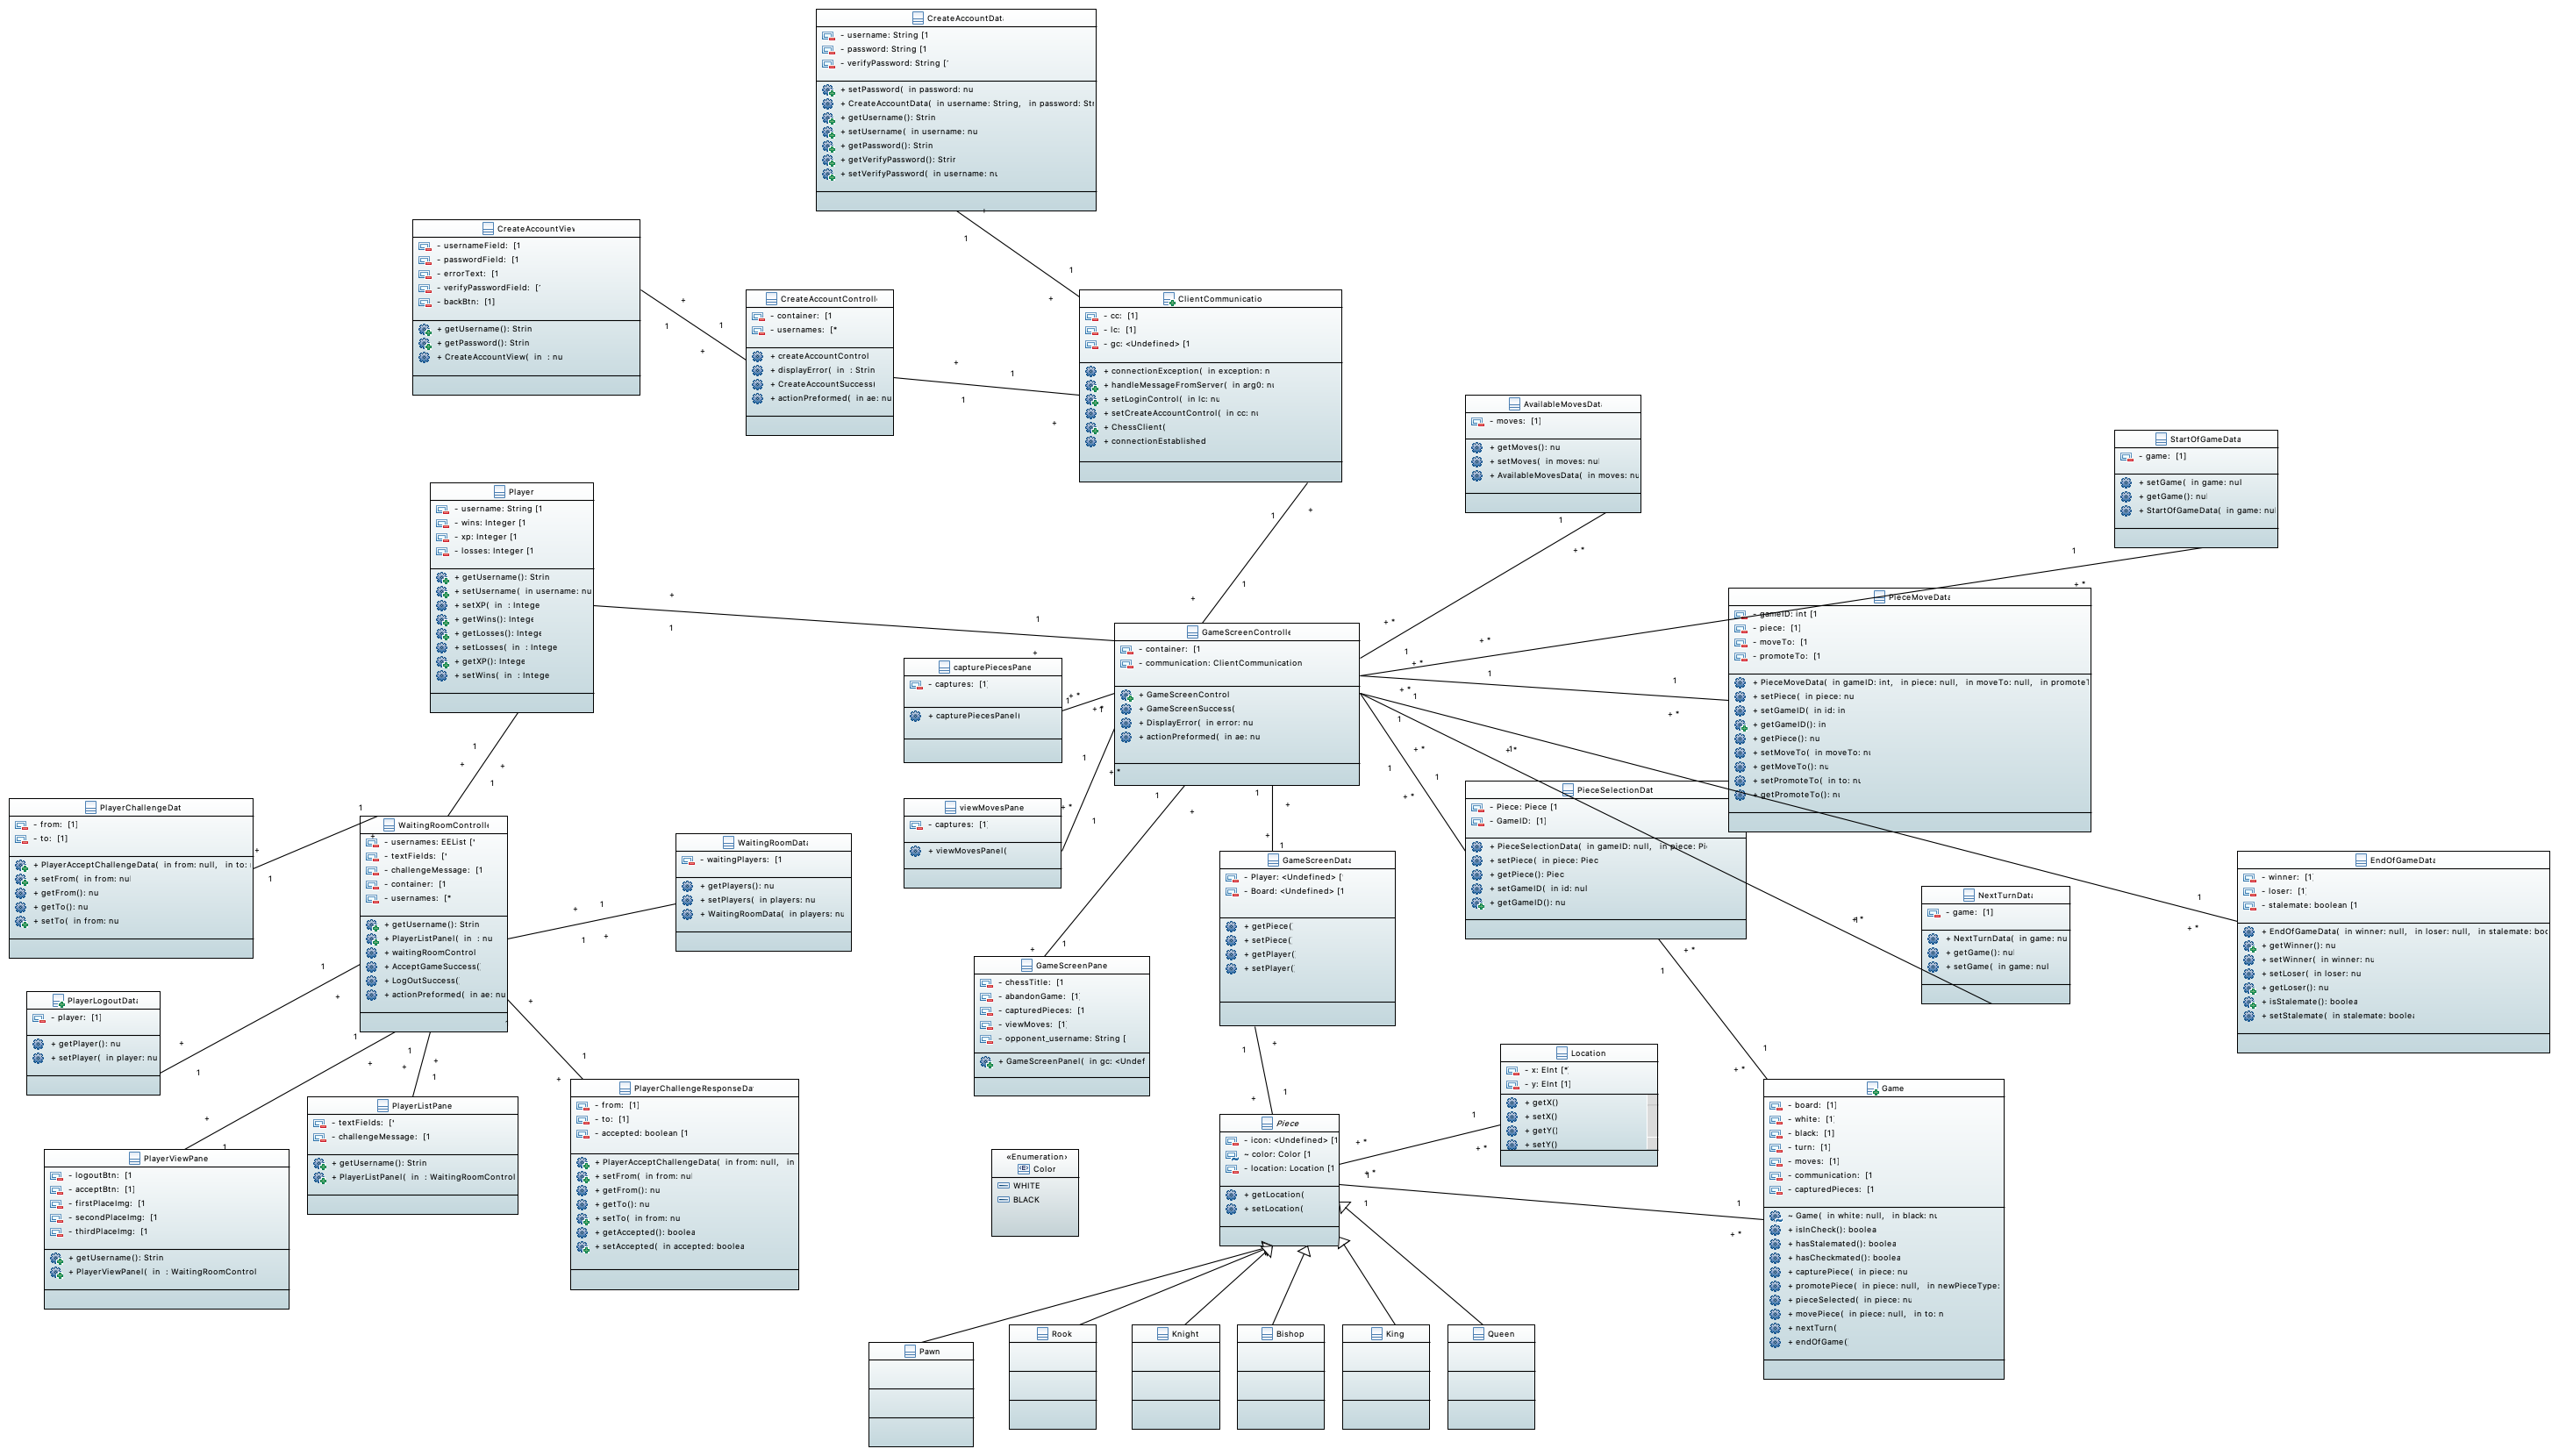 CreateAccountData
- username: String [1
- password: String [1
- verifyPassword: String ['
+ setPassword(  in password: nu
+ CreateAccountData(  in username: String,   in password: Str
+ getUsername(): Strin
+ setUsername(  in username: nu
+ getPassword(): Strin
+ getVerifyPassword(): Strin
+ setVerifyPassword(  in username: nu
CreateAccountView
- usernameField:  [1
- passwordField:  [1
- errorText:  [1
- verifyPasswordField:  ['
- backBtn:  [1]
+ getUsername(): Strin
+ getPassword(): Strin
+ CreateAccountView(  in  : nu
CreateAccountControll
- container:  [1
- usernames:  [*
+ createAccountControl
+ displayError(  in  : Strin
+ CreateAccountSuccess(
+ actionPreformed(  in ae: nu
ClientCommunicatio
- cc:  [1]
- lc:  [1]
- gc: <Undefined> [1
+ connectionException(  in exception: n
+ handleMessageFromServer(  in arg0: nu
+ setLoginControl(  in lc: nu
+ setCreateAccountControl(  in cc: nu
+ ChessClient(
+ connectionEstablished
AvailableMovesData
- moves:  [1]
+ getMoves(): nu
+ setMoves(  in moves: nul
+ AvailableMovesData(  in moves: nu
StartOfGameData
- game:  [1]
+ setGame(  in game: nul
+ getGame(): nul
+ StartOfGameData(  in game: nul
Player
- username: String [1
- wins: Integer [1
- xp: Integer [1
- losses: Integer [1
+ getUsername(): Strin
+ setUsername(  in username: nu
+ setXP(  in  : Intege
+ getWins(): Intege
+ getLosses(): Intege
+ setLosses(  in  : Intege
+ getXP(): Intege
+ setWins(  in  : Intege
GameScreenControlle
- container:  [1
- communication: ClientCommunication
+ GameScreenControl
+ GameScreenSuccess(
+ DisplayError(  in error: nu
+ actionPreformed(  in ae: nu
capturePiecesPane
- captures:  [1]
+ capturePiecesPanel(
viewMovesPane
- captures:  [1]
+ viewMovesPanel(
PieceMoveData
- gameID: int [1
- piece:  [1]
- moveTo:  [1
- promoteTo:  [1
+ PieceMoveData(  in gameID: int,   in piece: null,   in moveTo: null,   in promoteT
+ setPiece(  in piece: nu
+ setGameID(  in id: in
+ getGameID(): in
+ getPiece(): nu
+ setMoveTo(  in moveTo: nu
+ getMoveTo(): nu
+ setPromoteTo(  in to: nu
+ getPromoteTo(): nu
PieceSelectionDat
- Piece: Piece [1
- GameID:  [1]
+ PieceSelectionData(  in gameID: null,   in piece: Pie
+ setPiece(  in piece: Piec
+ getPiece(): Piec
+ setGameID(  in id: nul
+ getGameID(): nu
PlayerChallengeDat
- from:  [1]
- to:  [1]
+ PlayerAcceptChallengeData(  in from: null,   in to:
+ setFrom(  in from: nul
+ getFrom(): nu
+ getTo(): nu
+ setTo(  in from: nu
WaitingRoomControlle
- usernames: EEList ['
- textFields:  ['
- challengeMessage:  [1
- container:  [1
- usernames:  [*
+ getUsername(): Strin
+ PlayerListPanel(  in  : nu
+ waitingRoomControl
+ AcceptGameSuccess(
+ LogOutSuccess(
+ actionPreformed(  in ae: nu
WaitingRoomData
- waitingPlayers:  [1
+ getPlayers(): nu
+ setPlayers(  in players: nu
+ WaitingRoomData(  in players: nu
GameScreenData
- Player: <Undefined> ['
- Board: <Undefined> [1
+ getPiece(
+ setPiece(
+ getPlayer(
+ setPlayer(
EndOfGameData
- winner:  [1]
- loser:  [1]
- stalemate: boolean [1
+ EndOfGameData(  in winner: null,   in loser: null,   in stalemate: boo
+ getWinner(): nu
+ setWinner(  in winner: nu
+ setLoser(  in loser: nu
+ getLoser(): nu
+ isStalemate(): boolea
+ setStalemate(  in stalemate: boolea
NextTurnData
- game:  [1]
+ NextTurnData(  in game: nu
+ getGame(): nul
+ setGame(  in game: nul
GameScreenPane
- chessTitle:  [1
- abandonGame:  [1]
- capturedPieces:  [1
- viewMoves:  [1]
- opponent_username: String [
+ GameScreenPanel(  in gc: <Undef
PlayerLogoutData
- player:  [1]
+ getPlayer(): nu
+ setPlayer(  in player: nu
Location
- x: EInt [*]
- y: EInt [1]
+ getX()
+ setX()
+ getY()
+ setY()
PlayerViewPane
- logoutBtn:  [1
- acceptBtn:  [1]
- firstPlaceImg:  [1
- secondPlaceImg:  [1
- thirdPlaceImg:  [1
+ getUsername(): Strin
+ PlayerViewPanel(  in  : WaitingRoomControl
PlayerListPane
- textFields:  ['
- challengeMessage:  [1
+ getUsername(): Strin
+ PlayerListPanel(  in  : WaitingRoomControl
PlayerChallengeResponseDa
- from:  [1]
- to:  [1]
- accepted: boolean [1
+ PlayerAcceptChallengeData(  in from: null,   in
+ setFrom(  in from: nul
+ getFrom(): nu
+ getTo(): nu
+ setTo(  in from: nu
+ getAccepted(): boolea
+ setAccepted(  in accepted: boolea
«Enumeration»
Color
WHITE
BLACK
Piece
- icon: <Undefined> [1
~ color: Color [1
- location: Location [1
+ getLocation(
+ setLocation(
Game
- board:  [1]
- white:  [1]
- black:  [1]
- turn:  [1]
- moves:  [1]
- communication:  [1
- capturedPieces:  [1
~ Game(  in white: null,   in black: nu
+ isInCheck(): boolea
+ hasStalemated(): boolea
+ hasCheckmated(): boolea
+ capturePiece(  in piece: nu
+ promotePiece(  in piece: null,   in newPieceType:
+ pieceSelected(  in piece: nu
+ movePiece(  in piece: null,   in to: n
+ nextTurn(
+ endOfGame(
Pawn
Rook
Knight
Bishop
King
Queen